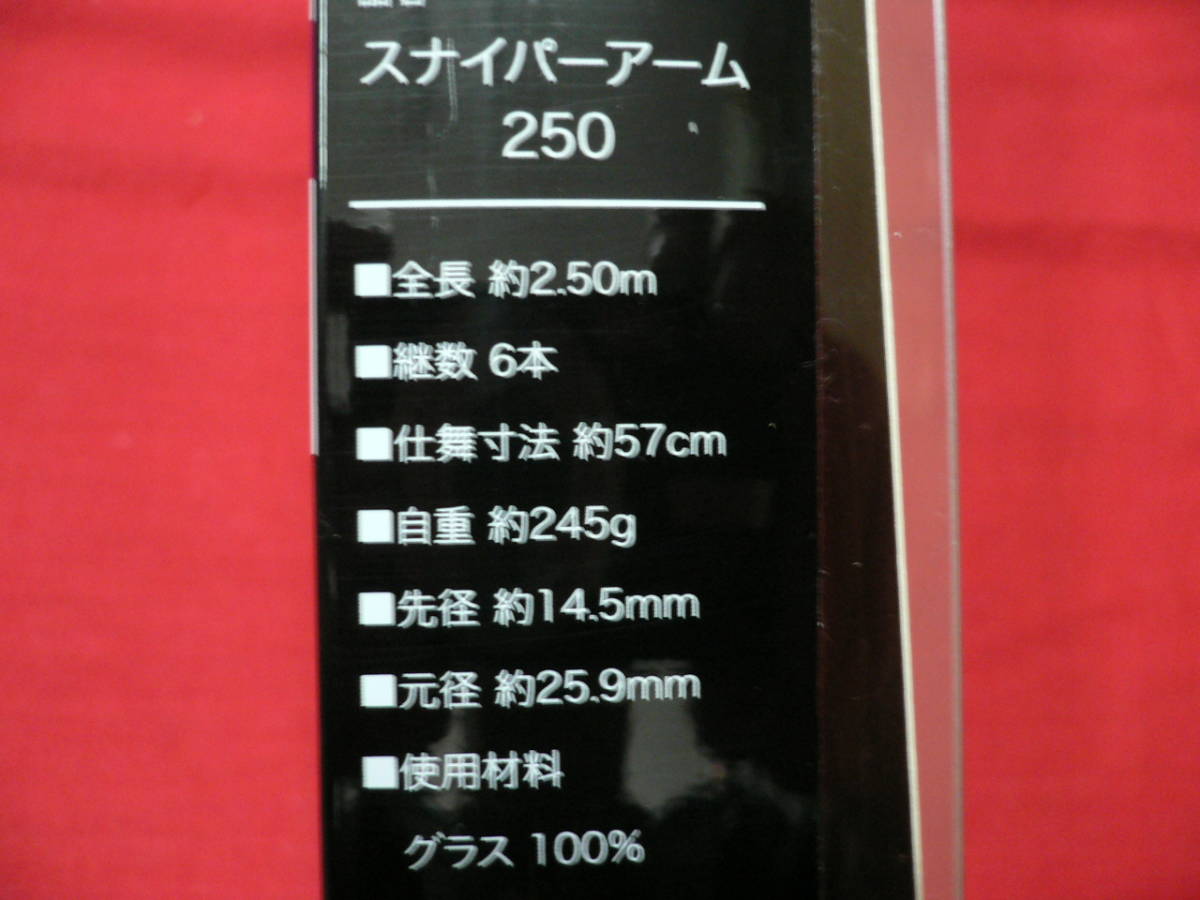 スナイパーアーム
250
■全長 約2.50m
■継数 6本
■仕舞寸法 約57cm
■自重 約245g
■先径 約14.5mm
■元径 約25.9mm
■使用材料
グラス 100%